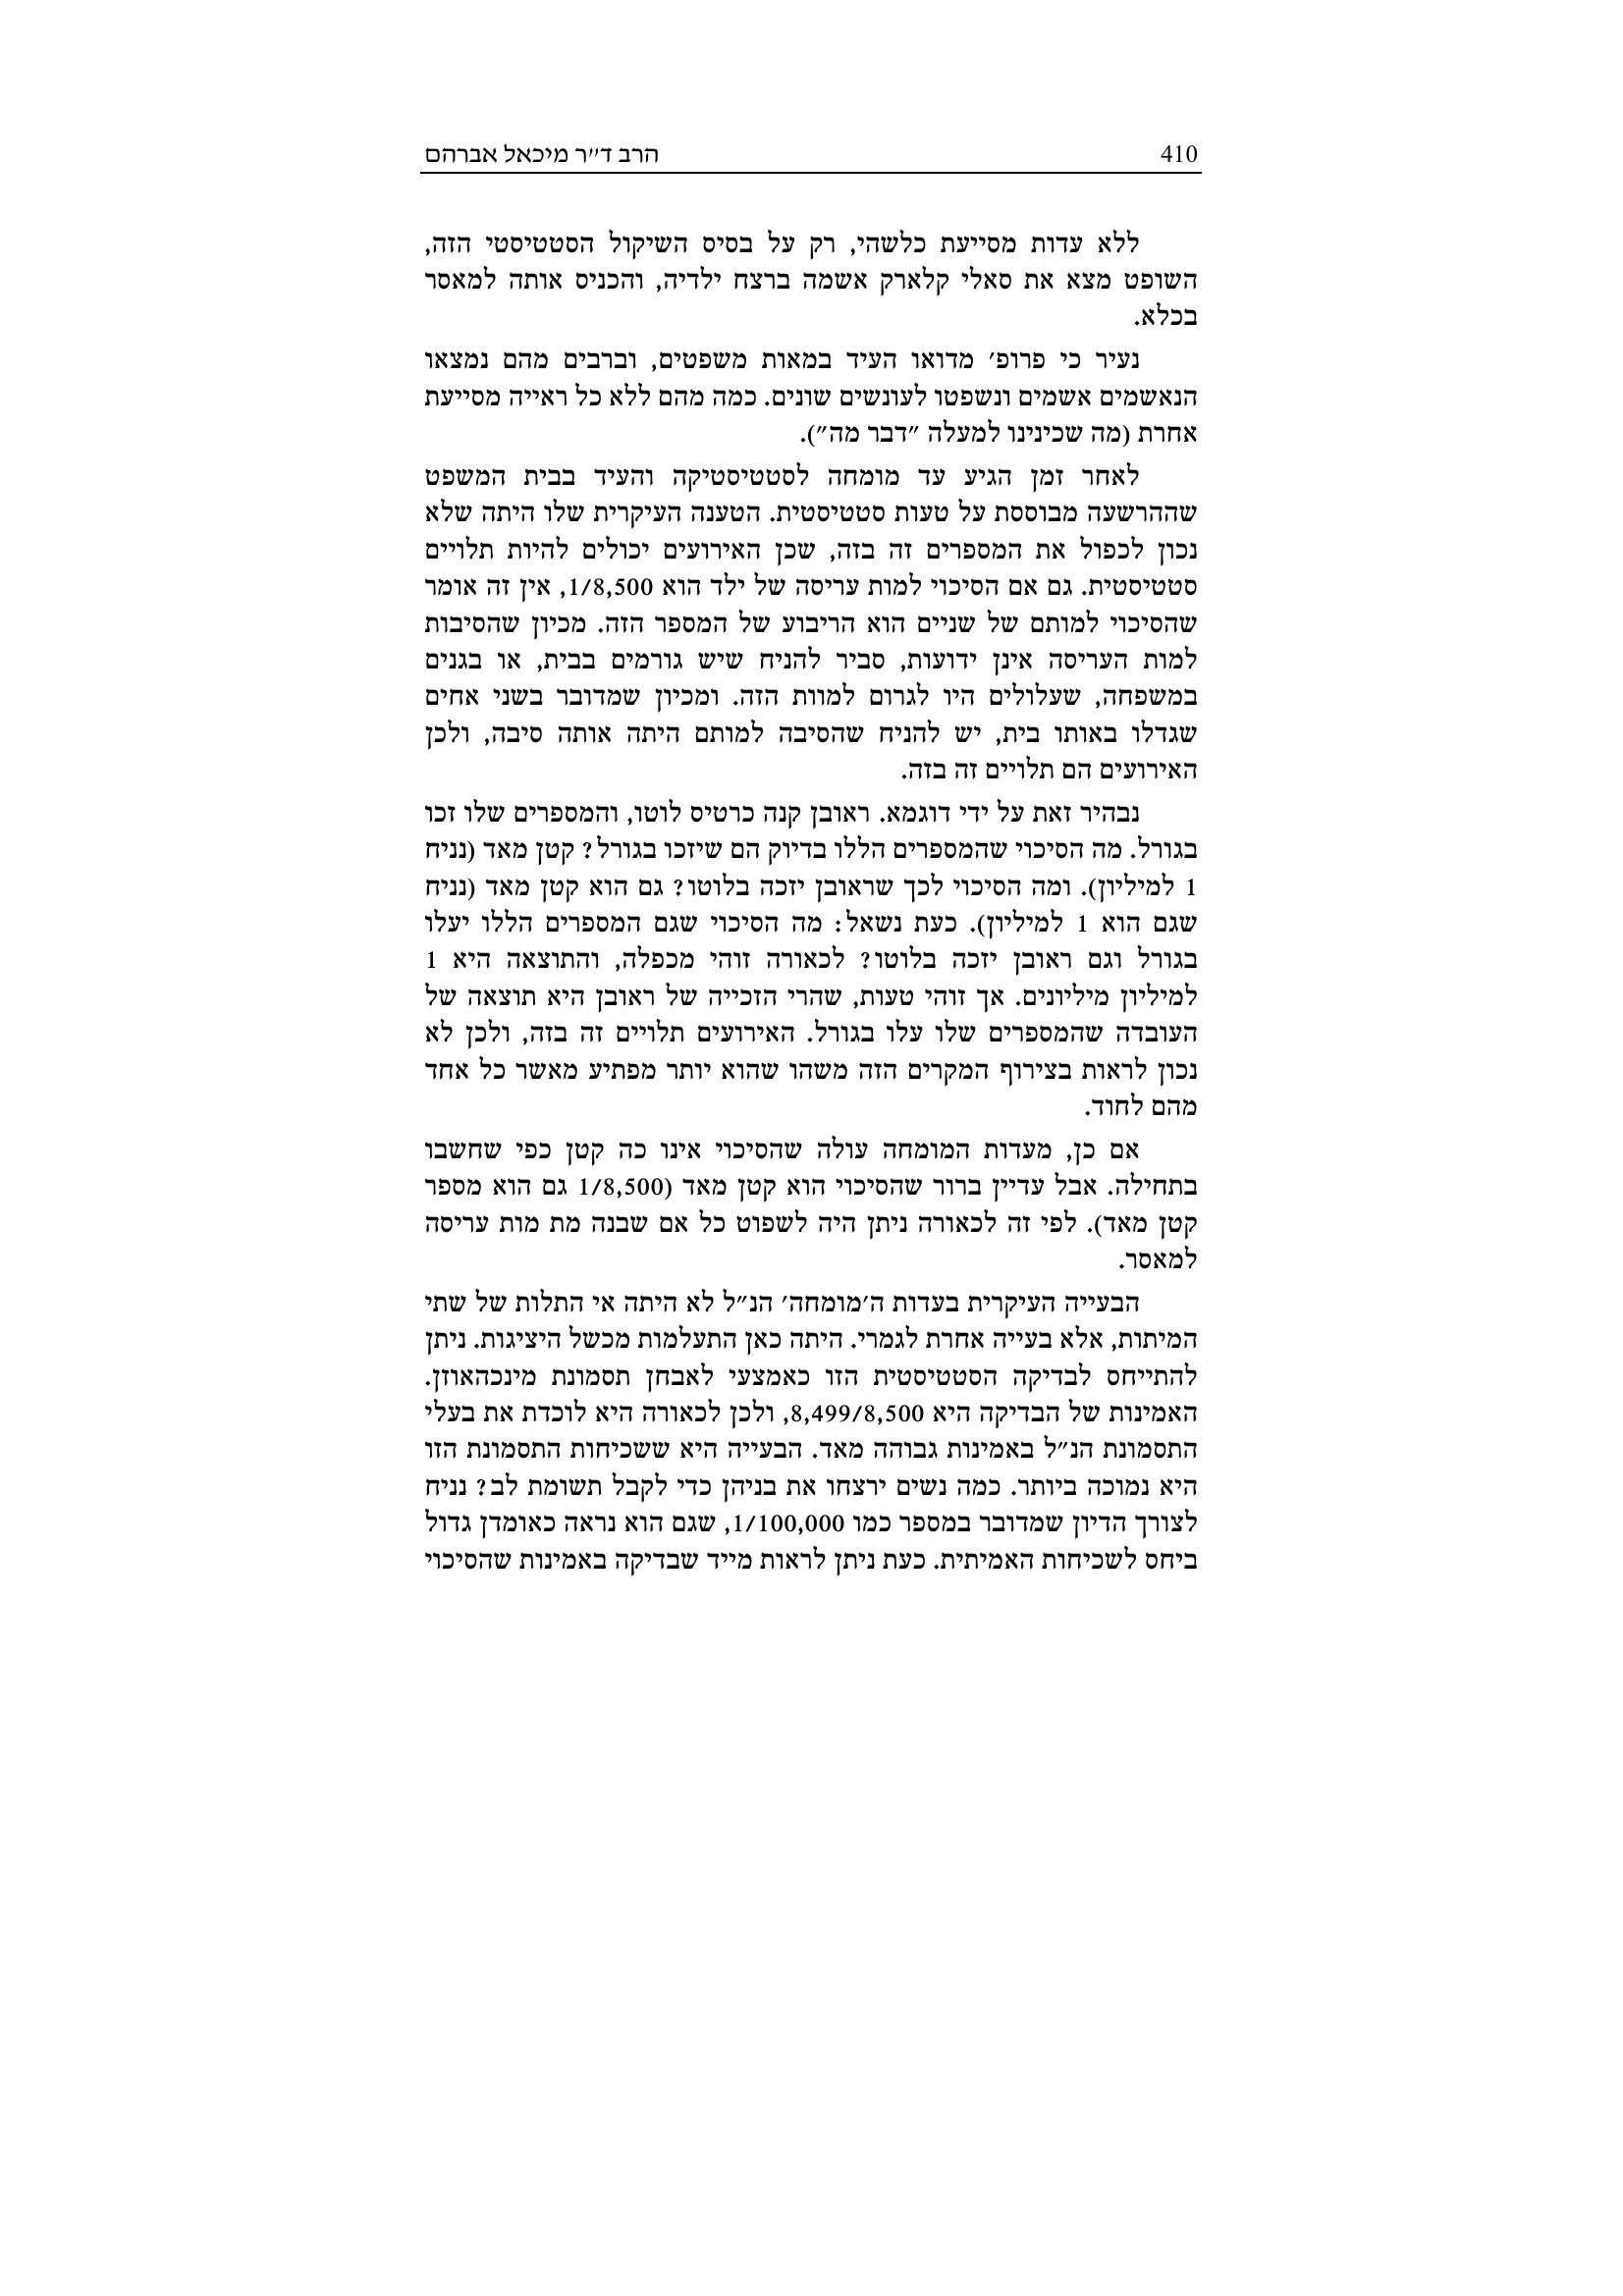 410 הרב ד״ר מיכאל אברהם
ללא עדות מסייעת כלשהי, רק על בסיס השיקול הסטטיסטי הזה,
השופט מצא את סאלי קלארק אשמה ברצח ילדיה, והכניס אותה למאסר
בכלא.
נעיר כי פרופ׳ מדואו העיד במאות משפטים, וברבים מהם נמצאו
הנאשמים אשמים ונשפטו לעונשים שונים. כמה מהם ללא כל ראייה מסייעת
אחרת (מה שכינינו למעלה ״דבר מה״).
לאחר זמן הגיע עד מומחה לסטטיסטיקה והעיד בבית המשפט
שההרשעה מבוססת על טעות סטטיסטית. הטענה העיקרית שלו היתה שלא
נכון לכפול את המספרים זה בזה, שכן האירועים יכולים להיות תלויים
סטטיסטית. גם אם הסיכוי למות עריסה של ילד הוא 1/8,500, אין זה אומר
שהסיכוי למותם של שניים הוא הריבוע של המספר הזה. מכיון שהסיבות
למות העריסה אינן ידועות, סביר להניח שיש גורמים בבית, או בגנים
במשפחה, שעלולים היו לגרום למוות הזה. ומכיון שמדובר בשני אחים
שגדלו באותו בית, יש להניח שהסיבה למותם היתה אותה סיבה, ולכן
האירועים הם תלויים זה בזה.
נבהיר זאת על ידי דוגמא. ראובן קנה כרטיס לוטו, והמספרים שלו זכו
בגורל. מה הסיכוי שהמספרים הללו בדיוק הם שיזכו בגורל? קטן מאד (נניח
1 למיליון). ומה הסיכוי לכך שראובן יזכה בלוטו? גם הוא קטן מאד (נניח
שגם הוא 1 למיליון). כעת נשאל: מה הסיכוי שגם המספרים הללו יעלו
בגורל וגם ראובן יזכה בלוטו? לכאורה זוהי מכפלה, והתוצאה היא 1
למיליון מיליונים. אך זוהי טעות, שהרי הזכייה של ראובן היא תוצאה של
העובדה שהמספרים שלו עלו בגורל. האירועים תלויים זה בזה, ולכן לא
נכון לראות בצירוף המקרים הזה משהו שהוא יותר מפתיע מאשר כל אחד
מהם לחוד.
אם כן, מעדות המומחה עולה שהסיכוי אינו כה קטן כפי שחשבו
בתחילה. אבל עדיין ברור שהסיכוי הוא קטן מאד (1/8,500 גם הוא מספר
קטן מאד). לפי זה לכאורה ניתן היה לשפוט כל אם שבנה מת מות עריסה
למאסר.
הבעייה העיקרית בעדות ה׳מומחה׳ הנ״ל לא היתה אי התלות של שתי
המיתות, אלא בעייה אחרת לגמרי. היתה כאן התעלמות מכשל היציגות. ניתן
להתייחס לבדיקה הסטטיסטית הזו כאמצעי לאבחן תסמונת מינכהאוזן.
האמינות של הבדיקה היא 8,499/8,500, ולכן לכאורה היא לוכדת את בעלי
התסמונת הנ״ל באמינות גבוהה מאד. הבעייה היא ששכיחות התסמונת הזו
היא נמוכה ביותר. כמה נשים ירצחו את בניהן כדי לקבל תשומת לב? נניח
לצורך הדיון שמדובר במספר כמו 1/100,000, שגם הוא נראה כאומדן גדול
ביחס לשכיחות האמיתית. כעת ניתן לראות מייד שבדיקה באמינות שהסיכוי